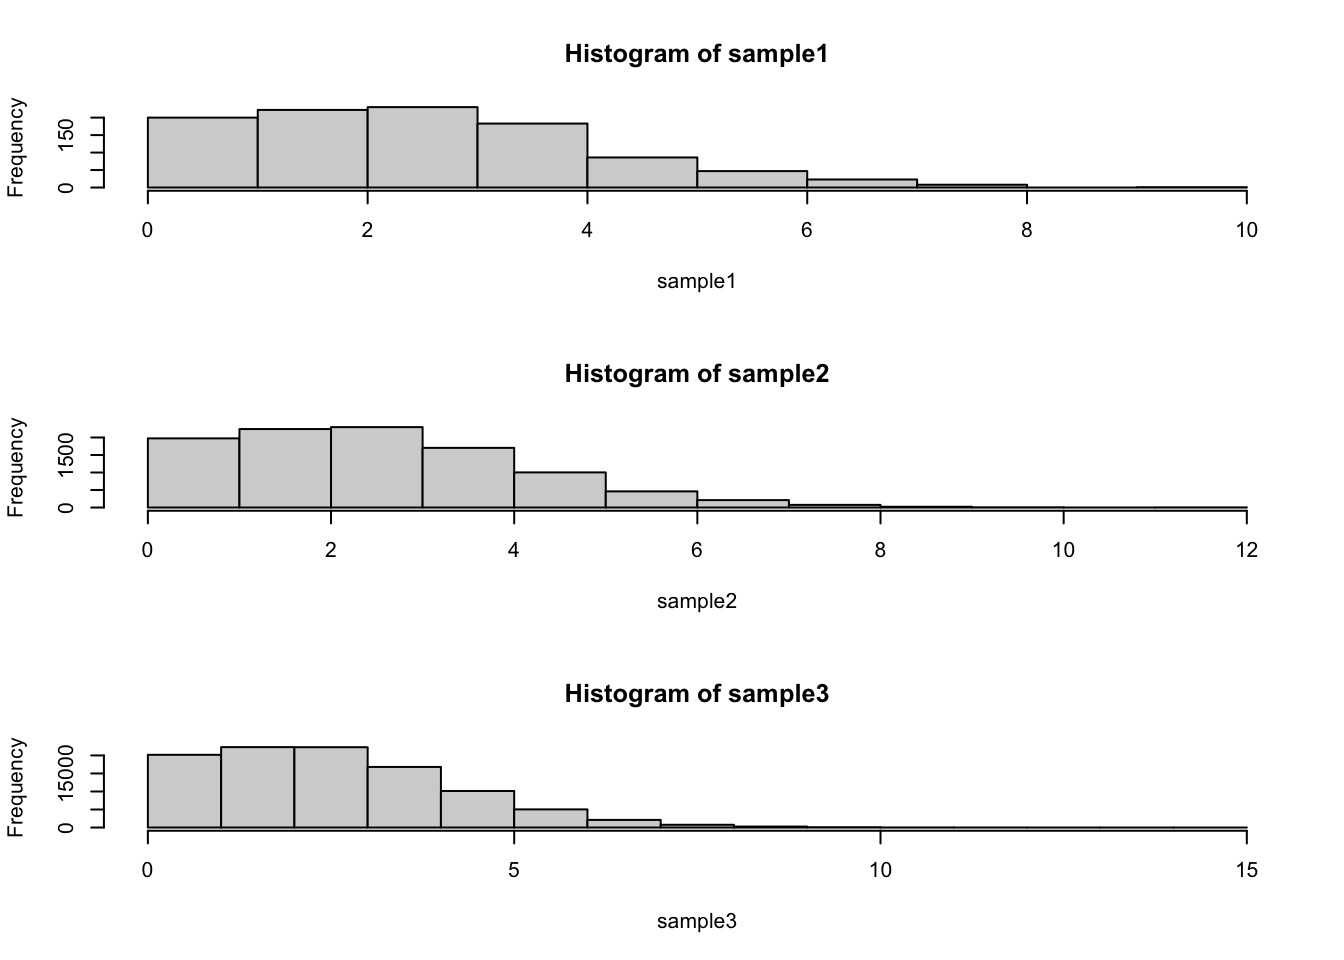 Histogram of sample1
Frequency
150
0
0 2 4 6 8 10
sample1
Histogram of sample2
Frequency
1500
0
0 2 4 6 8 10 12
sample2
Histogram of sample3
Frequency
15000
0
0 5 10 15
sample3